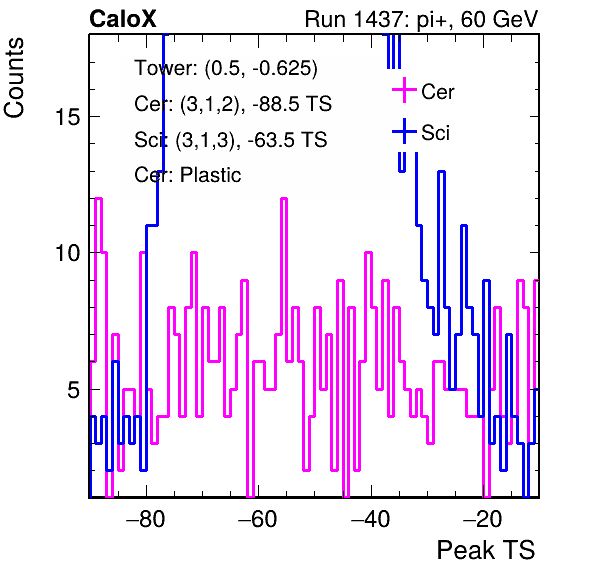 CaloX Run 1437: pi+, 60 GeV
Counts
Tower: (0.5, -0.625)
Cer: (3,1,2), -88.5 TS
Sci: (3,1,3), -63.5 TS
Cer: Plastic
Cer
Sci
15
10
5
−80 −60 −40 −20
Peak TS